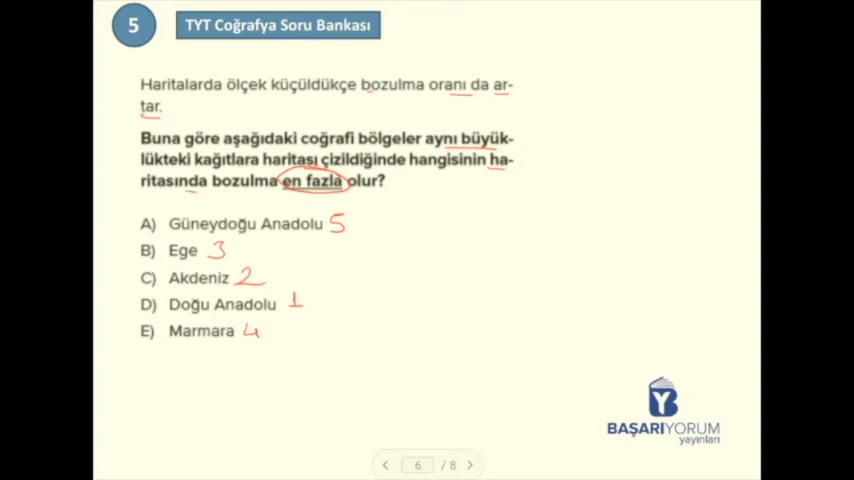 5
TYT Coğrafya Soru Bankası
Haritalarda ölçek küçüldükçe bozulma oranı da ar-
tar.
Buna göre aşağıdaki coğrafi bölgeler aynı büyük-
lükteki kağıtlara haritası çizildiğinde hangisinin ha-
ritasında bozulma en fazla olur?
A) Güneydoğu Anadolu 5
B) Ege 3
C) Akdeniz 2
D) Doğu Anadolu 1
E) Marmara 4
BAŞARIYORUM
yayınları
6 / 8